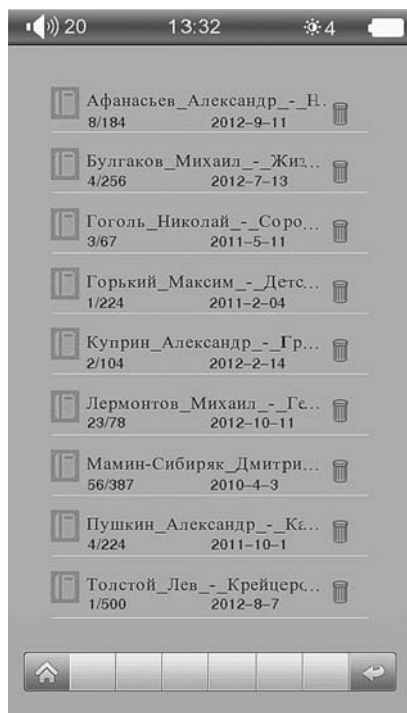 20 13:32 4
Афанасьев_Александр_-_Н..
8/184 2012-9-11
Булгаков_Михаил_-_Жиз...
4/256 2012-7-13
Гоголь_Николай_-_Соро...
3/67 2011-5-11
Горький_Максим_-_Детс...
1/224 2011-2-04
Куприн_Александр_-_Гр...
2/104 2012-2-14
Лермонтов_Михаил_-_Ге...
23/78 2012-10-11
Мамин-Сибиряк_Дмитри...
56/387 2010-4-3
Пушкин_Александр_-_Ка...
4/224 2011-10-1
Толстой_Лев_-_Крейцерс...
1/500 2012-8-7